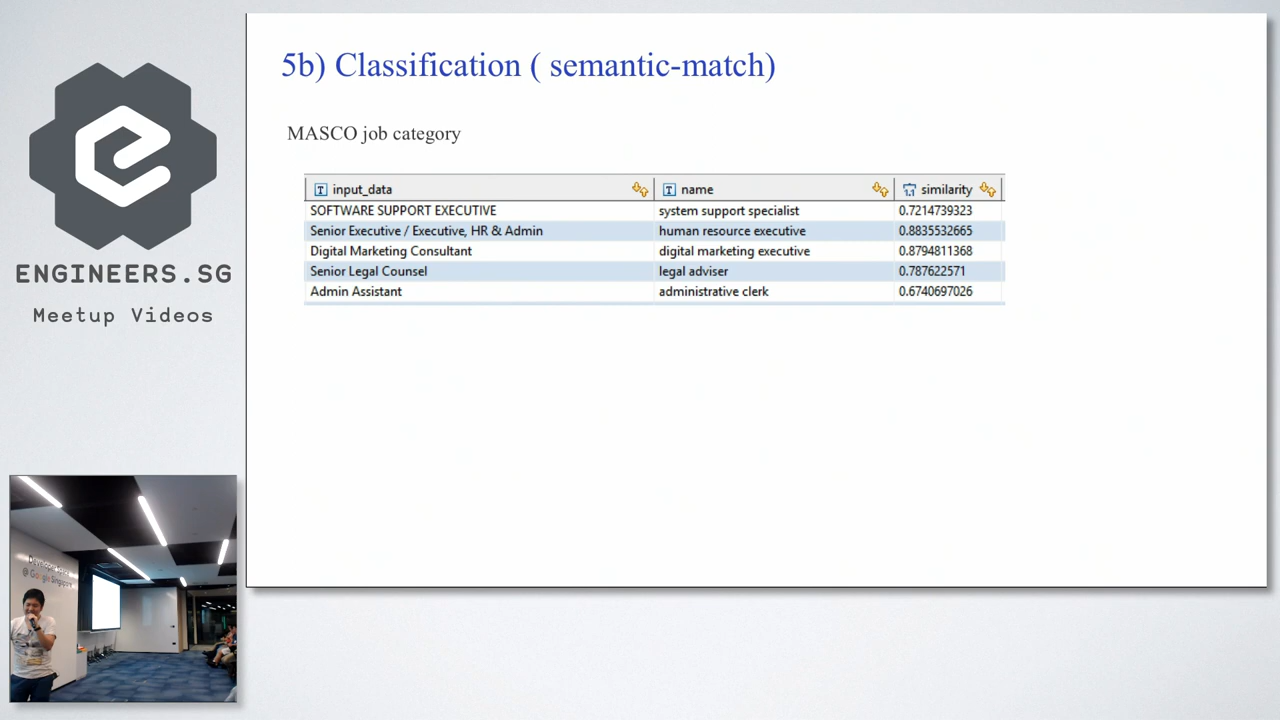 5b) Classification ( semantic-match)
MASCO job category
input_data name similarity
SOFTWARE SUPPORT EXECUTIVE system support specialist 0.7214739323
Senior Executive / Executive, HR & Admin human resource executive 0.8835532665
Digital Marketing Consultant digital marketing executive 0.8794811368
Senior Legal Counsel legal adviser 0.787622571
Admin Assistant administrative clerk 0.6740697026
ENGINEERS.SG
Meetup Videos
@ Google Singapore